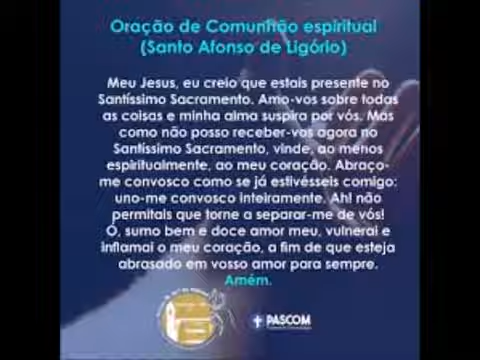 Oração de Comunhão espiritual
(Santo Afonso de Ligório)
Meu Jesus, eu creio que estais presente no
Santíssimo Sacramento. Amo-vos sobre todas
as coisas e minha alma suspira por vós. Mas
como não posso receber-vos agora no
Santíssimo Sacramento, vinde, ao menos
espiritualmente, ao meu coração. Abraço-
me convosco como se já estivésseis comigo:
uno-me convosco inteiramente. Ah! não
permitais que torne a separar-me de vós!
Ó, sumo bem e doce amor meu, vulnerai e
inflamai o meu coração, a fim de que esteja
abrasado em vosso amor para sempre.
Amém.
PASCOM